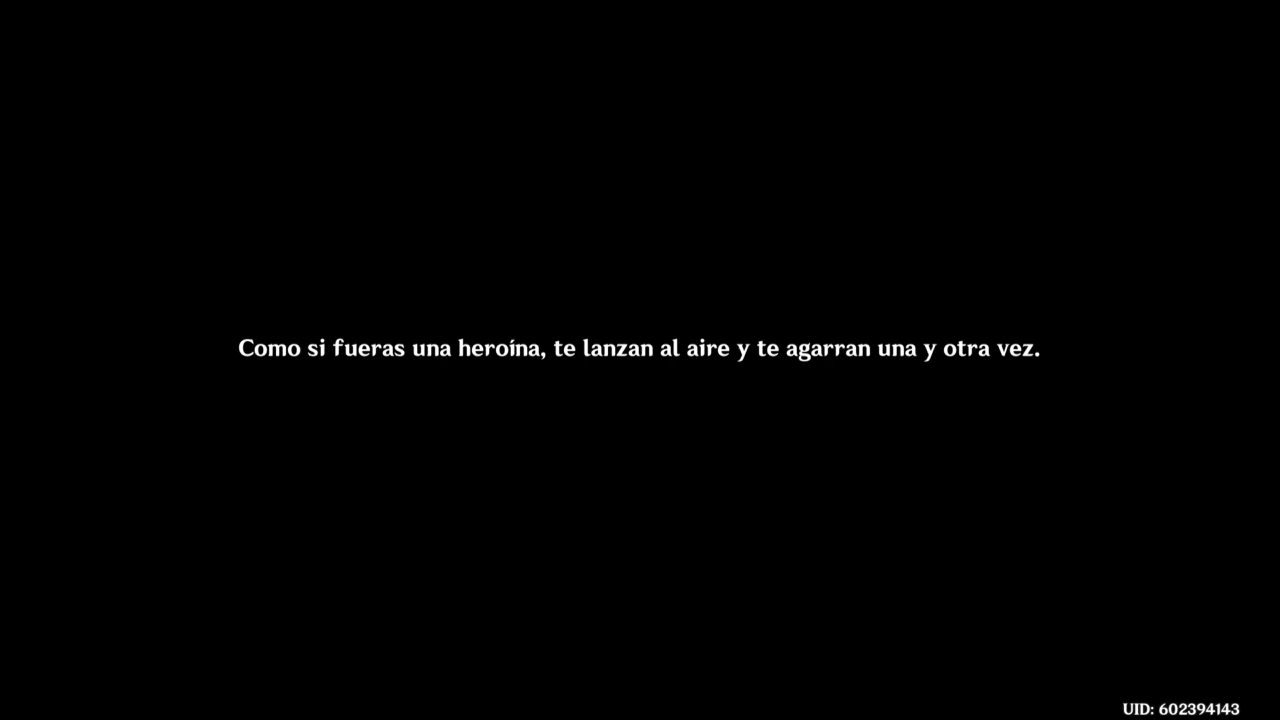 Como si fueras una heroína, te lanzan al aire y te agarran una y otra vez.
UID: 602394143